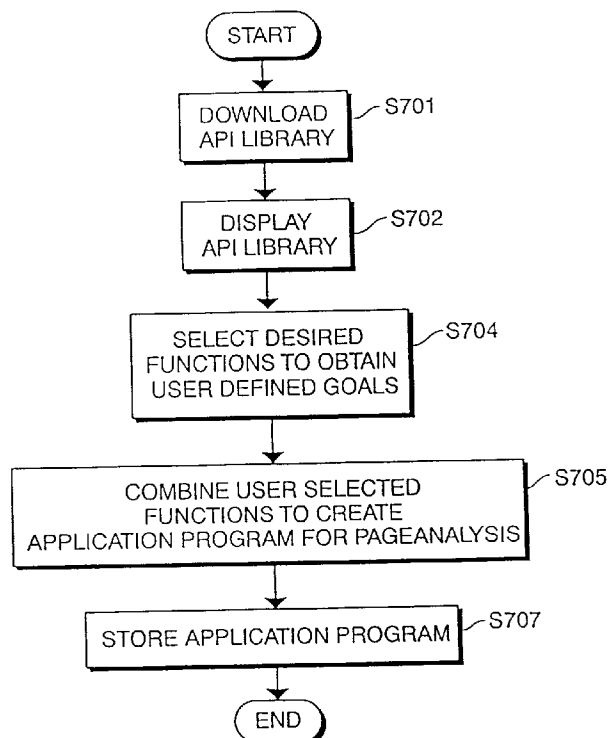 START
DOWNLOAD
API LIBRARY
S701
DISPLAY
API LIBRARY
S702
SELECT DESIRED
FUNCTIONS TO OBTAIN
USER DEFINED GOALS
S704
COMBINE USER SELECTED
FUNCTIONS TO CREATE
APPLICATION PROGRAM FOR PAGEANALYSIS
S705
STORE APPLICATION PROGRAM
S707
END